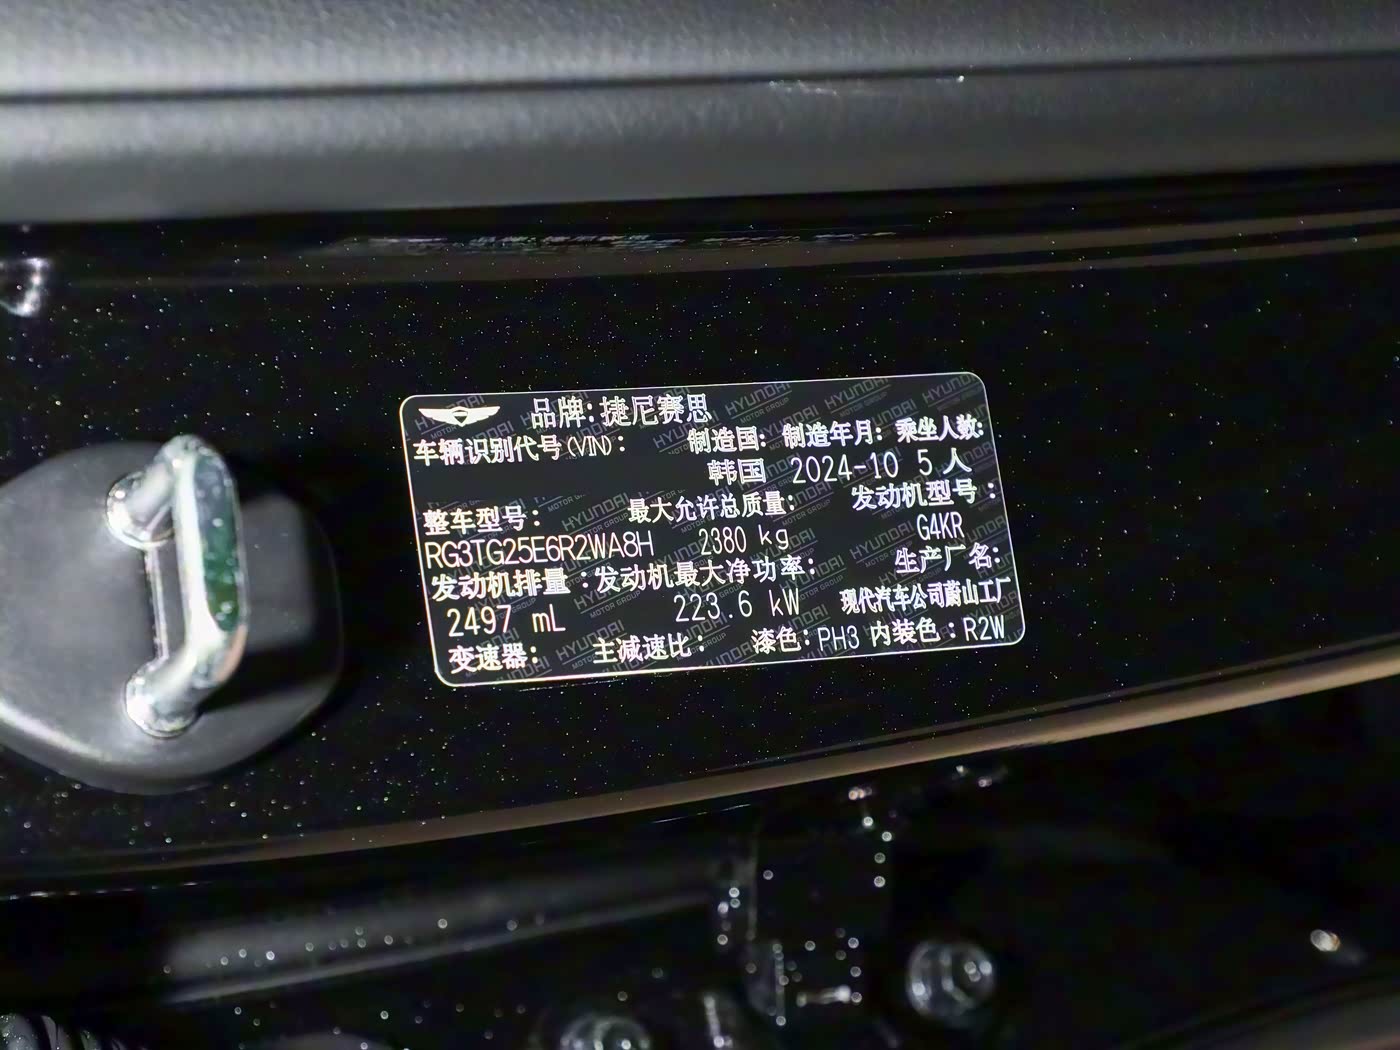 品牌:捷尼赛思
车辆识别代号(VIN): 制造国: 制造年月: 乘坐人数:
韩国 2024-10 5人
整车型号: 最大允许总质量: 发动机型号:
RG3TG25E6R2WA8H 2380 kg G4KR
发动机排量:发动机最大净功率: 生产厂名:
2497 mL 223.6 kW 现代汽车公司蔚山工厂
变速器: 主减速比: 漆色:PH3 内装色:R2W
HYUNDAI
MOTOR GROUP